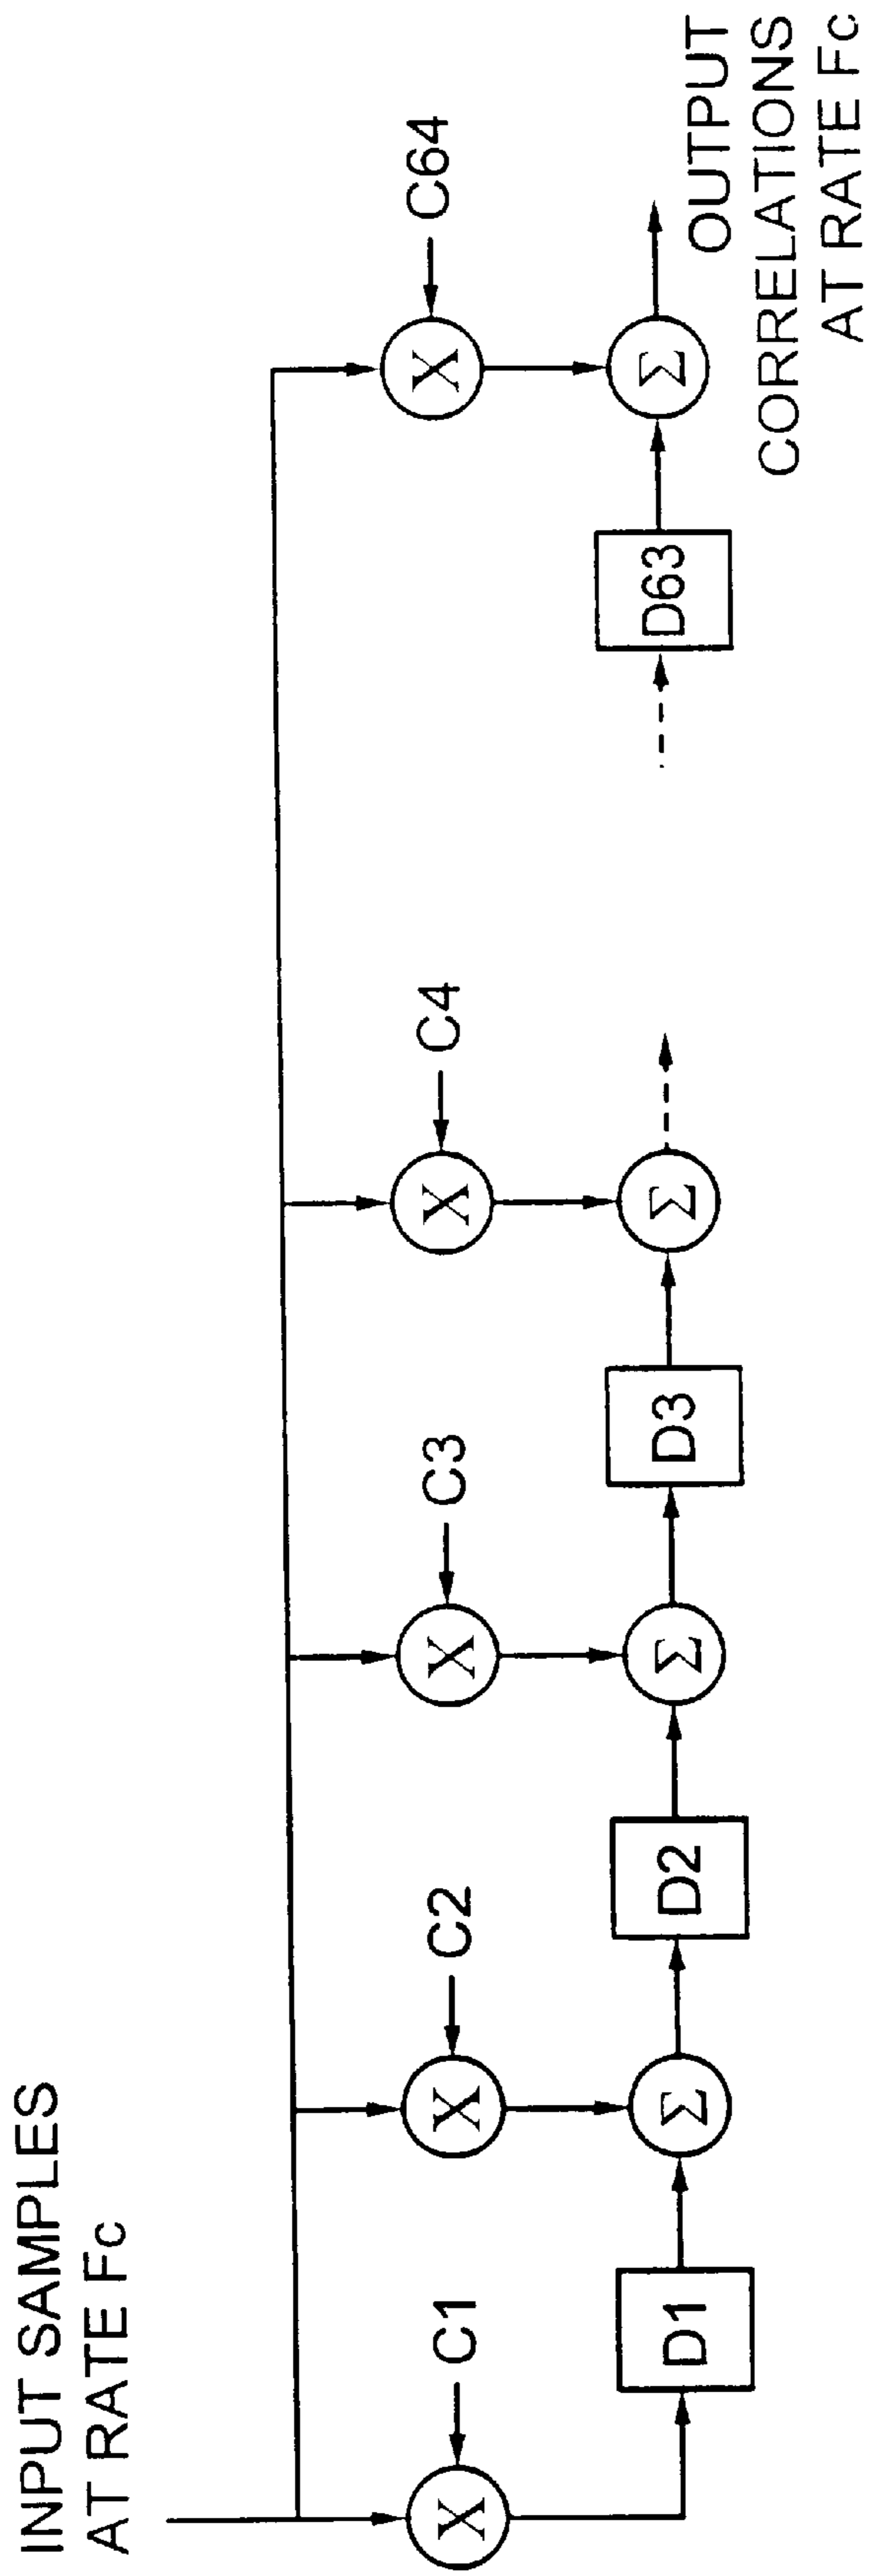 INPUT SAMPLES
AT RATE Fc
C1
C2
C3
C4
C64
X
X
X
X
X
D1
Σ
D2
Σ
D3
Σ
D63
Σ
OUTPUT
CORRELATIONS
AT RATE Fc